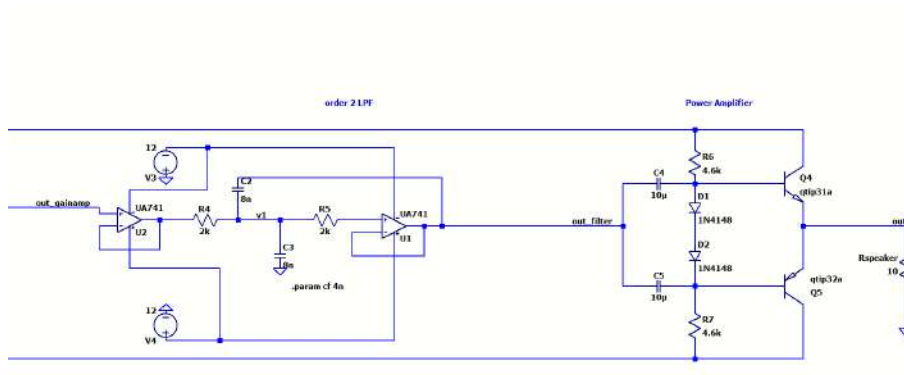 order 2 LPF
Power Amplifier
12
V3
R6
4.6k
Q4
qtip31a
C4
10µ
D1
1N4148
C2
8n
out_gainamp
UA741
U2
R4
2k
v1
R5
2k
UA741
U1
out_filter
out
D2
1N4148
C3
8n
.param cf 4n
Rspeaker
10
C5
10µ
qtip32a
Q5
12
V4
R7
4.6k